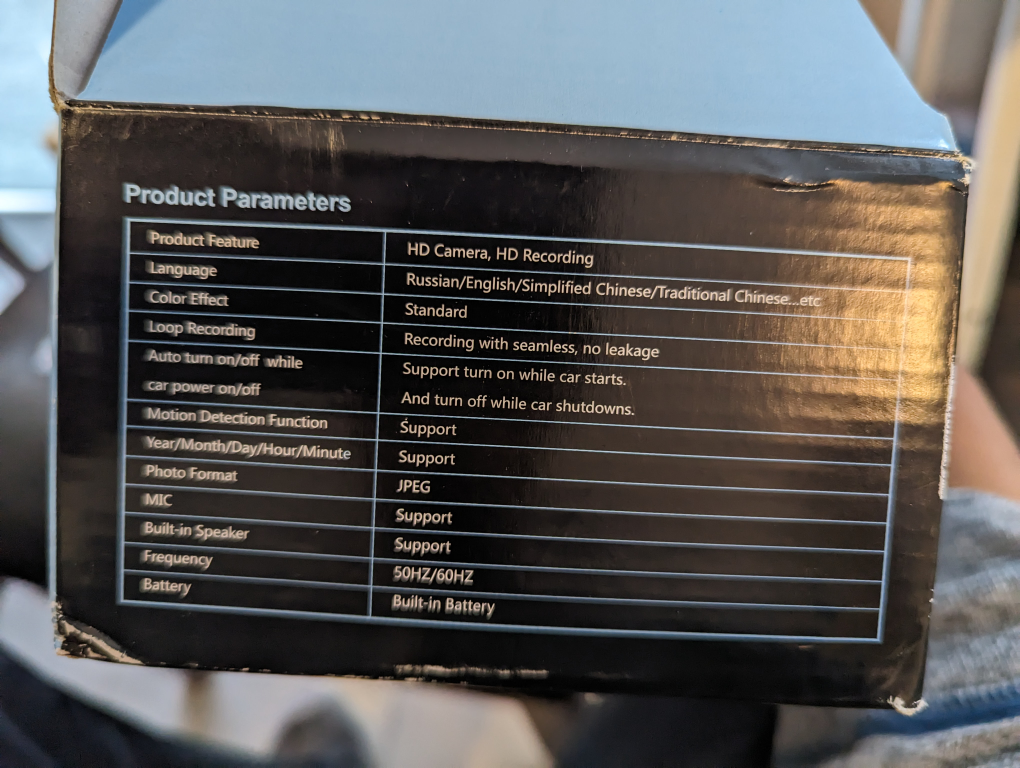 Product Parameters
Product Feature HD Camera, HD Recording
Language Russian/English/Simplified Chinese/Traditional Chinese...etc
Color Effect Standard
Loop Recording Recording with seamless, no leakage
Auto turn on/off while Support turn on while car starts.
car power on/off And turn off while car shutdowns.
Motion Detection Function Support
Year/Month/Day/Hour/Minute Support
Photo Format JPEG
MIC Support
Built-in Speaker Support
Frequency 50HZ/60HZ
Battery Built-in Battery